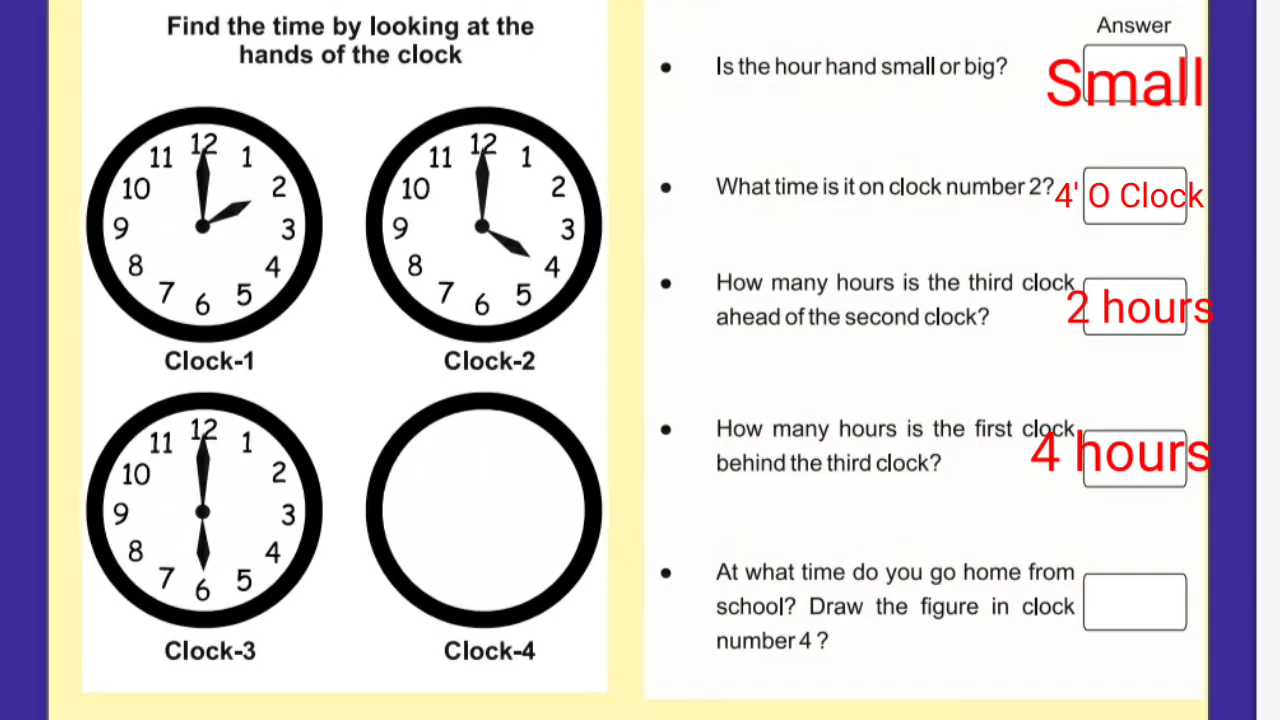 Find the time by looking at the
hands of the clock
12
11 1
10 2
9 3
8 4
7 5
6
Clock-1
12
11 1
10 2
9 3
8 4
7 5
6
Clock-2
12
11 1
10 2
9 3
8 4
7 5
6
Clock-3
Clock-4
Answer
• Is the hour hand small or big? Small
• What time is it on clock number 2? 4' O Clock
• How many hours is the third clock
ahead of the second clock? 2 hours
• How many hours is the first clock
behind the third clock? 4 hours
• At what time do you go home from
school? Draw the figure in clock
number 4 ?